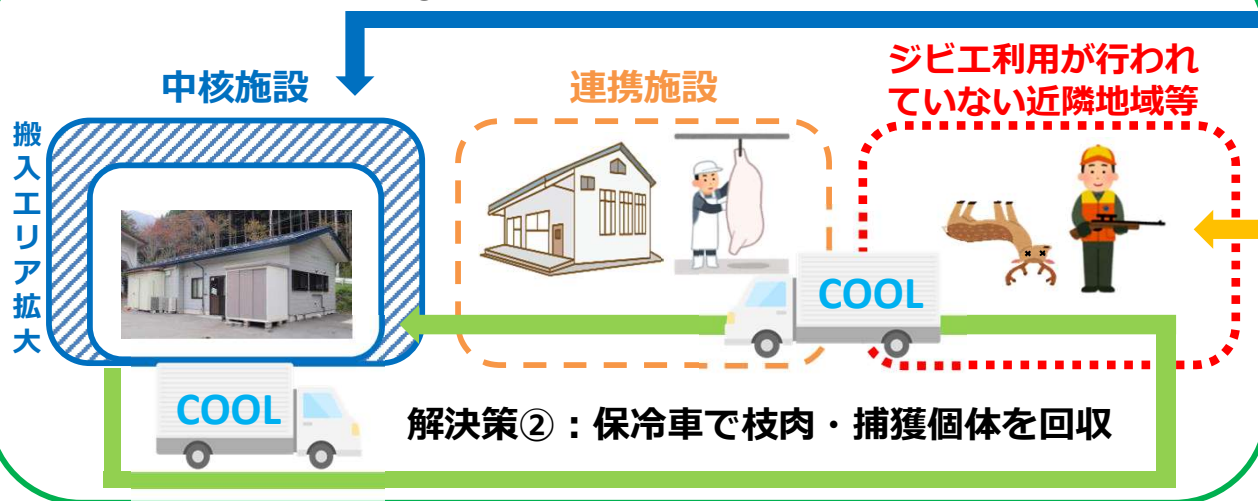 中核施設
連携施設
ジビエ利用が行われ
ていない近隣地域等
搬入エリア拡大
COOL
COOL
解決策②：保冷車で枝肉・捕獲個体を回収